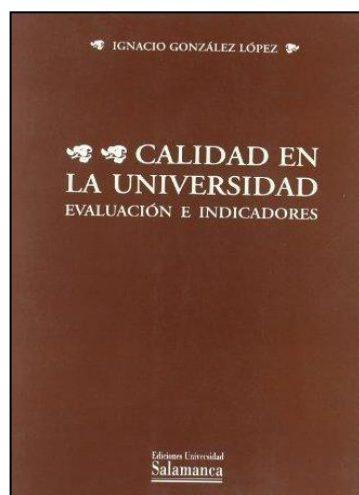 IGNACIO GONZÁLEZ LÓPEZ
CALIDAD EN
LA UNIVERSIDAD
EVALUACIÓN E INDICADORES
Ediciones Universidad
Salamanca